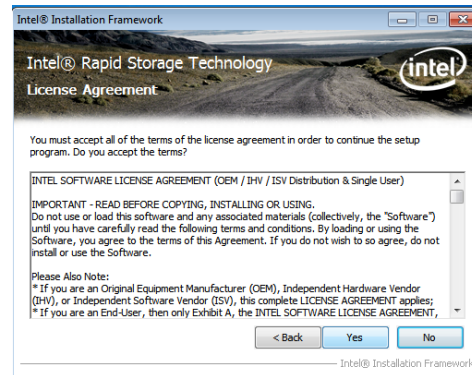 Intel® Installation Framework
Intel® Rapid Storage Technology
License Agreement
intel
You must accept all of the terms of the license agreement in order to continue the setup
program. Do you accept the terms?
INTEL SOFTWARE LICENSE AGREEMENT (OEM / IHV / ISV Distribution & Single User)
IMPORTANT - READ BEFORE COPYING, INSTALLING OR USING.
Do not use or load this software and any associated materials (collectively, the "Software")
until you have carefully read the following terms and conditions. By loading or using the
Software, you agree to the terms of this Agreement. If you do not wish to so agree, do not
install or use the Software.
Please Also Note:
* If you are an Original Equipment Manufacturer (OEM), Independent Hardware Vendor
(IHV), or Independent Software Vendor (ISV), this complete LICENSE AGREEMENT applies;
* If you are an End-User, then only Exhibit A, the INTEL SOFTWARE LICENSE AGREEMENT,
< Back
Yes
No
Intel® Installation Framework